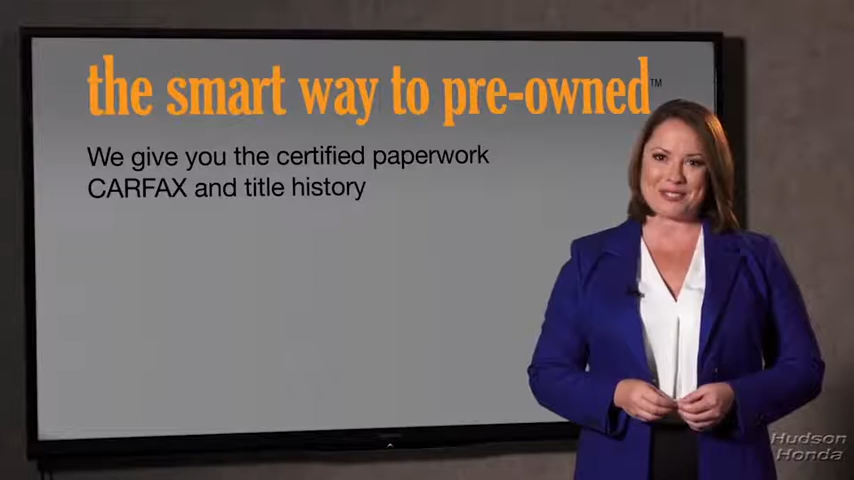 the smart way to pre-owned™
We give you the certified paperwork
CARFAX and title history
Hudson
Honda